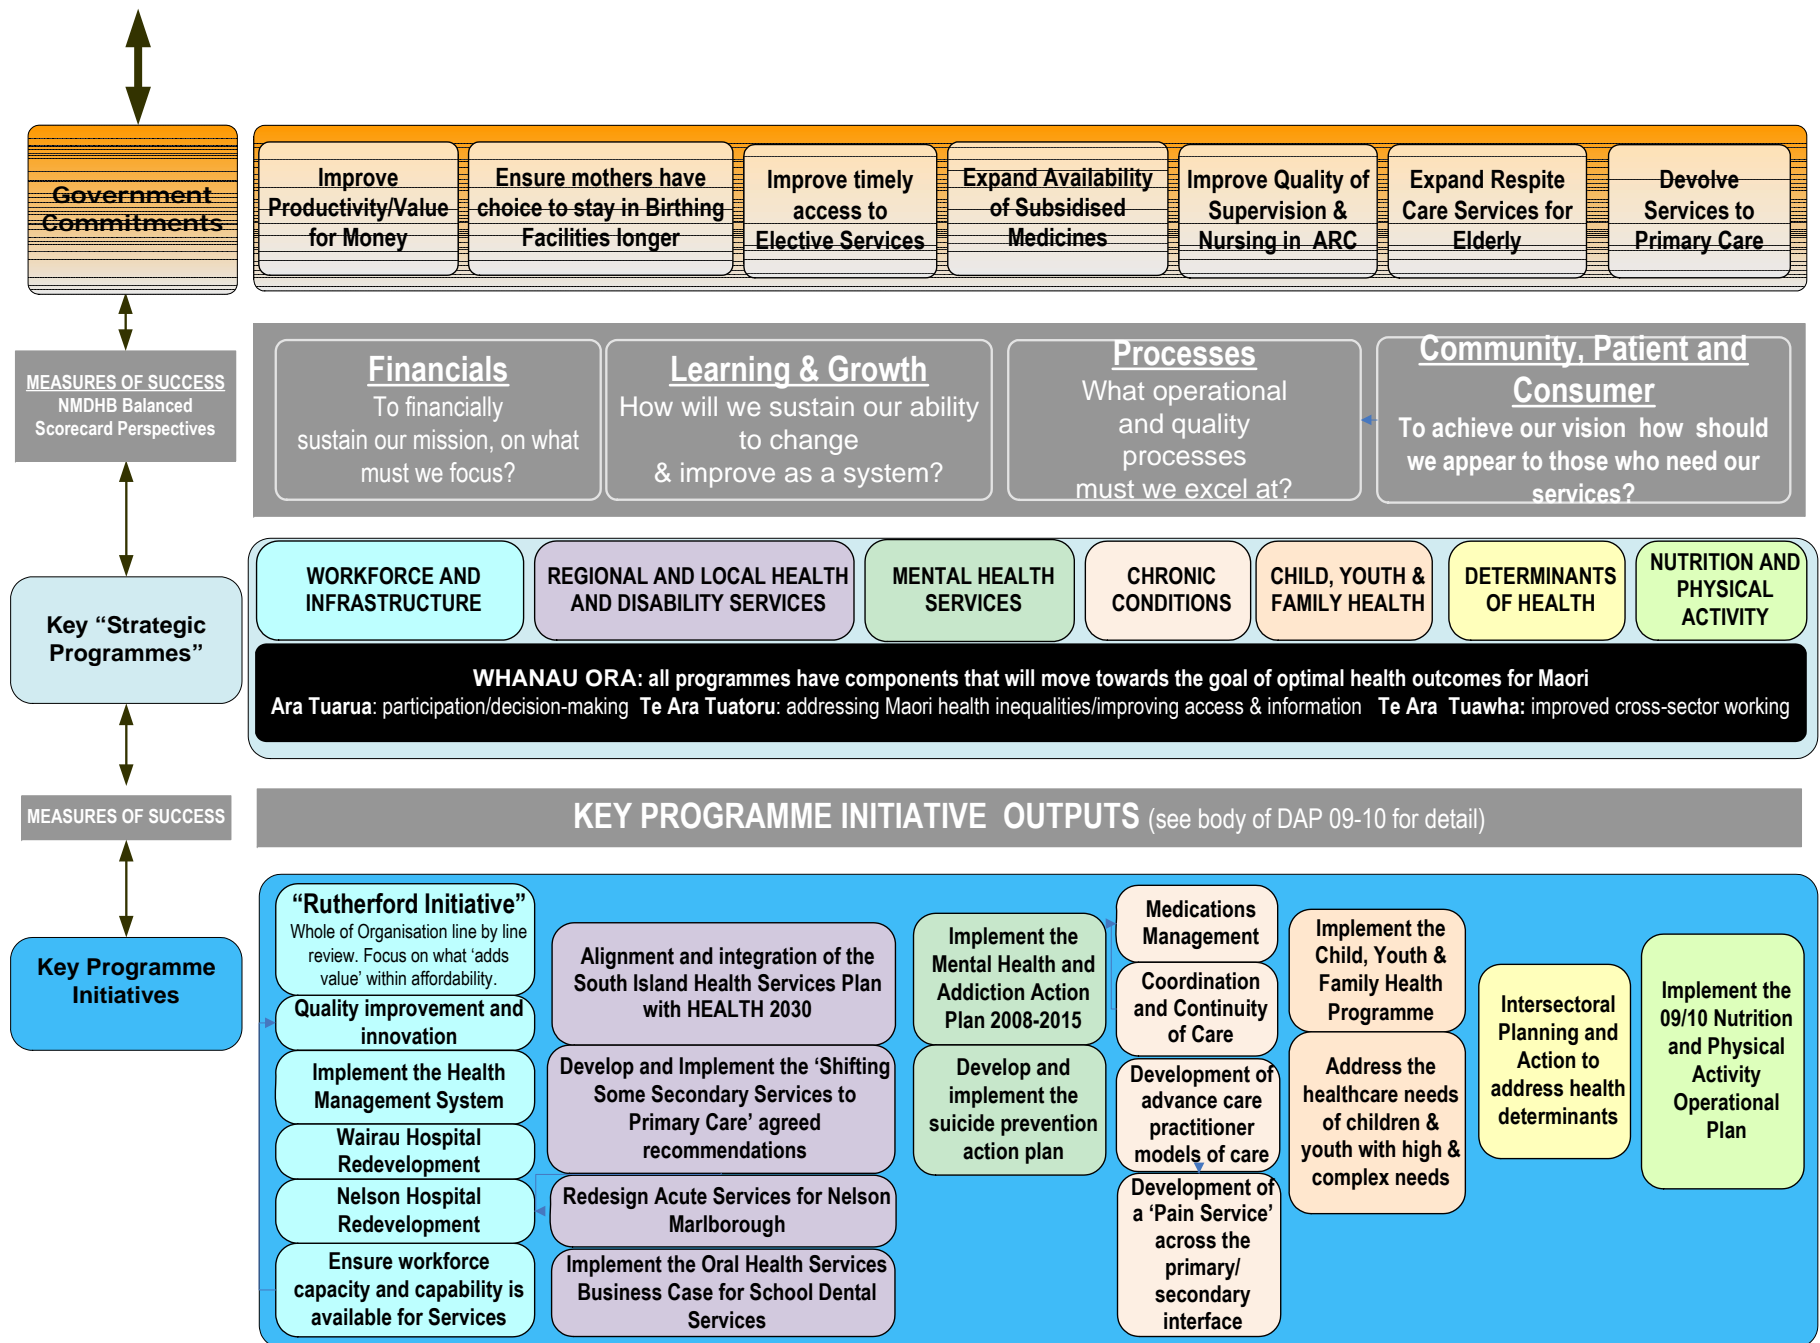 Government
Commitments
Improve
Productivity/Value
for Money
Ensure mothers have
choice to stay in Birthing
Facilities longer
Improve timely
access to
Elective Services
Expand Availability
of Subsidised
Medicines
Improve Quality of
Supervision &
Nursing in ARC
Expand Respite
Care Services for
Elderly
Devolve
Services to
Primary Care
MEASURES OF SUCCESS
NMDHB Balanced
Scorecard Perspectives
Financials
To financially
sustain our mission, on what
must we focus?
Learning & Growth
How will we sustain our ability
to change
& improve as a system?
Processes
What operational
and quality
processes
must we excel at?
Community, Patient and
Consumer
To achieve our vision how should
we appear to those who need our
services?
Key “Strategic
Programmes”
WORKFORCE AND
INFRASTRUCTURE
REGIONAL AND LOCAL HEALTH
AND DISABILITY SERVICES
MENTAL HEALTH
SERVICES
CHRONIC
CONDITIONS
CHILD, YOUTH &
FAMILY HEALTH
DETERMINANTS
OF HEALTH
NUTRITION AND
PHYSICAL
ACTIVITY
WHANAU ORA: all programmes have components that will move towards the goal of optimal health outcomes for Maori
Ara Tuarua: participation/decision-making Te Ara Tuatoru: addressing Maori health inequalities/improving access & information Te Ara Tuawha: improved cross-sector working
MEASURES OF SUCCESS
KEY PROGRAMME INITIATIVE OUTPUTS (see body of DAP 09-10 for detail)
Key Programme
Initiatives
“Rutherford Initiative”
Whole of Organisation line by line
review. Focus on what ‘adds
value’ within affordability.
Quality improvement and
innovation
Implement the Health
Management System
Wairau Hospital
Redevelopment
Nelson Hospital
Redevelopment
Ensure workforce
capacity and capability is
available for Services
Alignment and integration of the
South Island Health Services Plan
with HEALTH 2030
Develop and Implement the ‘Shifting
Some Secondary Services to
Primary Care’ agreed
recommendations
Redesign Acute Services for Nelson
Marlborough
Implement the Oral Health Services
Business Case for School Dental
Services
Implement the
Mental Health and
Addiction Action
Plan 2008-2015
Develop and
implement the
suicide prevention
action plan
Medications
Management
Coordination
and Continuity
of Care
Development of
advance care
practitioner
models of care
Development of
a ‘Pain Service’
across the
primary/
secondary
interface
Implement the
Child, Youth &
Family Health
Programme
Address the
healthcare needs
of children &
youth with high &
complex needs
Intersectoral
Planning and
Action to
address health
determinants
Implement the
09/10 Nutrition
and Physical
Activity
Operational
Plan